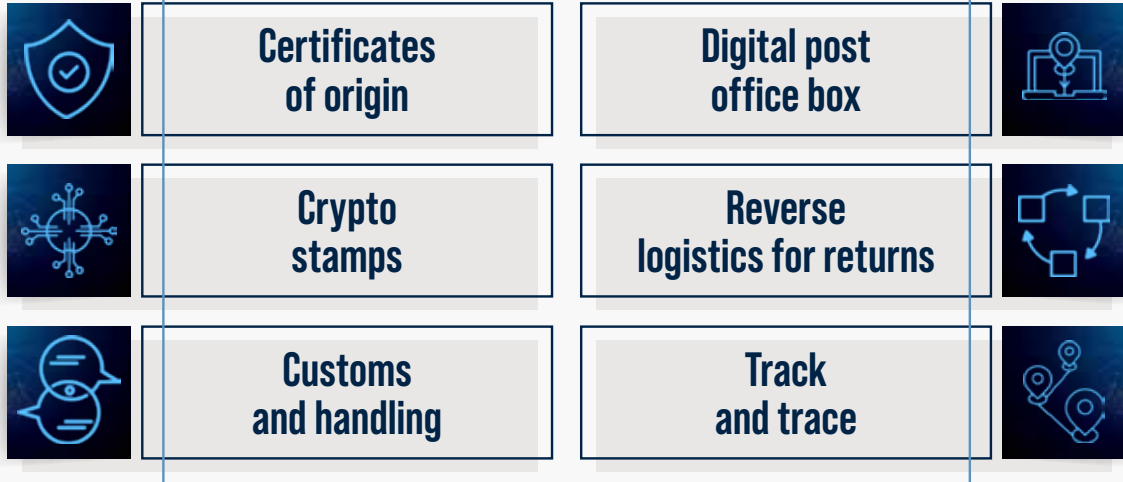 Certificates
of origin
Digital post
office box
Crypto
stamps
Reverse
logistics for returns
Customs
and handling
Track
and trace